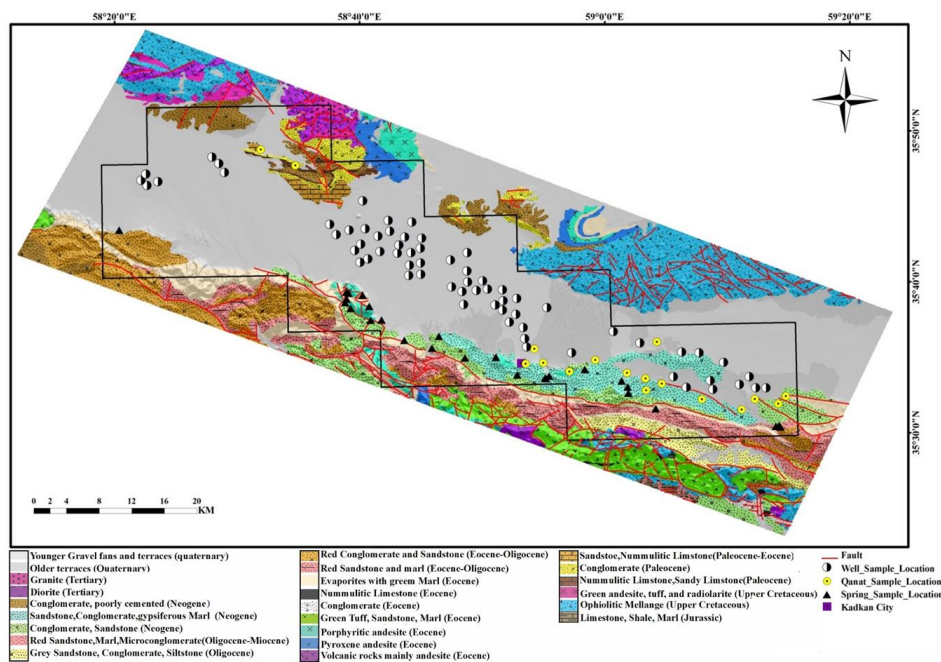 58°20'0"E
58°40'0"E
59°0'0"E
59°20'0"E
N
35°50'0"N
35°40'0"N
35°30'0"N
0 2 4 8 12 16 20
KM
Younger Gravel fans and terraces (quaternary)
Older terraces (Quaternary)
Granite (Tertiary)
Diorite (Tertiary)
Conglomerate, poorly cemented (Neogene)
Sandstone,Conglomerate,gypsiferous Marl (Neogene)
Conglomerate, Sandstone (Neogene)
Red Sandstone,Marl,Microconglomerate(Oligocene-Miocene)
Grey Sandstone, Conglomerate, Siltstone (Oligocene)
Red Conglomerate and Sandstone (Eocene-Oligocene)
Red Sandstone and marl (Eocene-Oligocene)
Evaporites with greem Marl (Eocene)
Nummulitic Limestone (Eocene)
Conglomerate (Eocene)
Green Tuff, Sandstone, Marl (Eocene)
Porphyritic andesite (Eocene)
Pyroxene andesite (Eocene)
Volcanic rocks mainly andesite (Eocene)
Sandstoe,Nummulitic Limstone(Paleocene-Eocene)
Conglomerate (Paleocene)
Nummulitic Limstone,Sandy Limstone(Paleocene)
Green andesite, tuff, and radiolarite (Upper Cretaceous)
Ophiolitic Mellange (Upper Cretaceous)
Limestone, Shale, Marl (Jurassic)
Fault
Well_Sample_Location
Qanat_Sample_Location
Spring_Sample_Location
Kadkan City